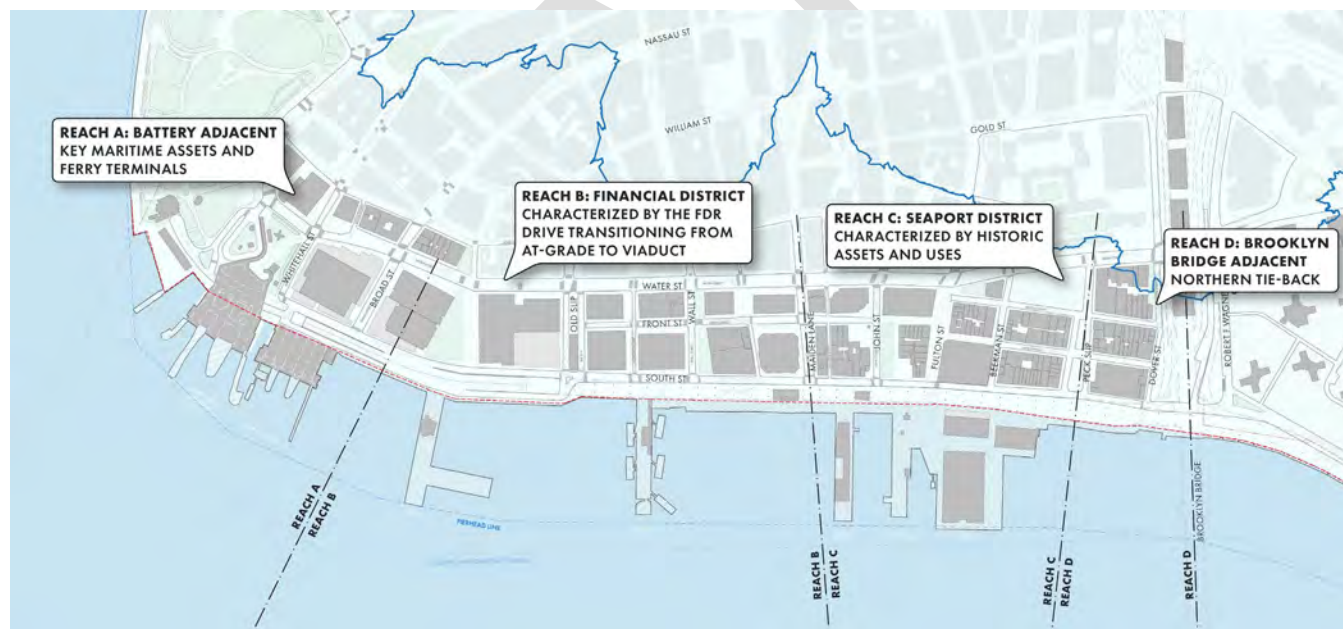 NASSAU ST
WILLIAM ST
GOLD ST
REACH A: BATTERY ADJACENT
KEY MARITIME ASSETS AND
FERRY TERMINALS
REACH B: FINANCIAL DISTRICT
CHARACTERIZED BY THE FDR
DRIVE TRANSITIONING FROM
AT-GRADE TO VIADUCT
REACH C: SEAPORT DISTRICT
CHARACTERIZED BY HISTORIC
ASSETS AND USES
REACH D: BROOKLYN
BRIDGE ADJACENT
NORTHERN TIE-BACK
WHITEHALL ST
BROAD ST
WATER ST
OLD SLIP
FRONT ST
WALL ST
SOUTH ST
MAIDEN LANE
JOHN ST
FULTON ST
BEEKMAN ST
PECK SLIP
DOVER ST
ROBERT F WAGNE
REACH A
REACH B
PIERHEAD LINE
REACH B
REACH C
REACH C
REACH D
REACH D
BROOKLYN BRIDGE